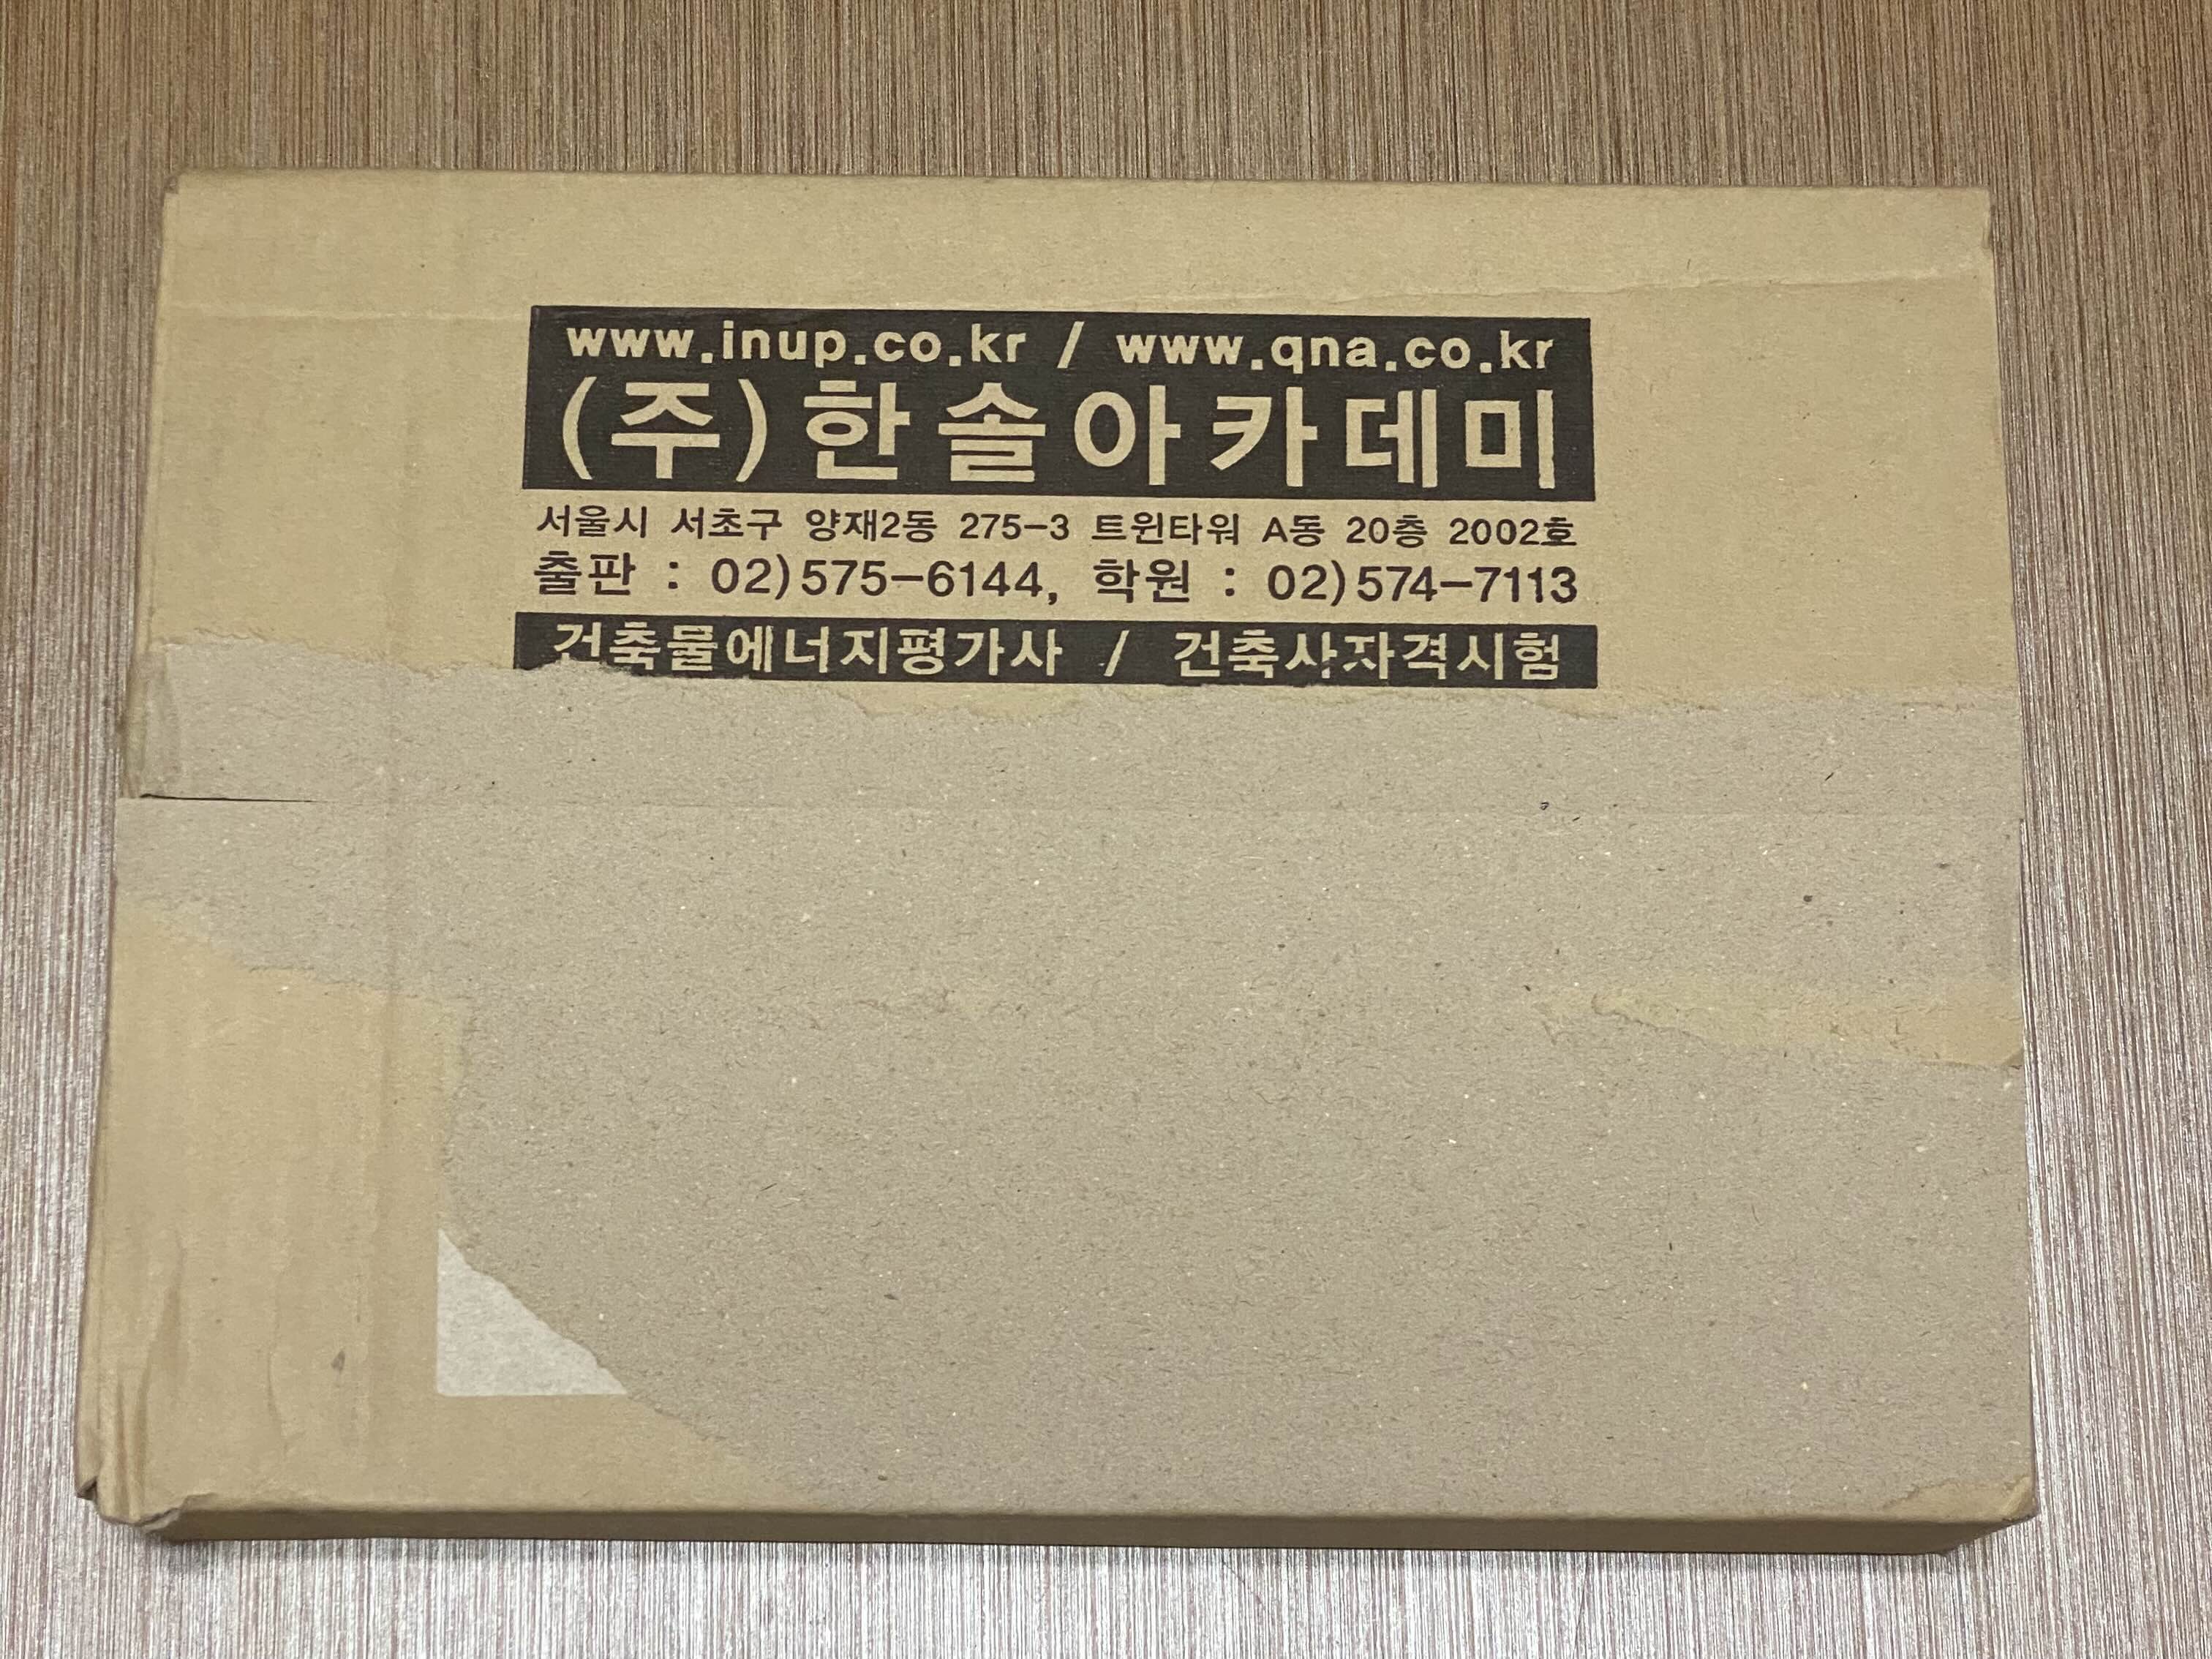 www.inup.co.kr / www.qna.co.kr
(주)한솔아카데미
서울시 서초구 양재2동 275-3 트윈타워 A동 20층 2002호
출판 : 02)575-6144, 학원 : 02)574-7113
건축물에너지평가사 / 건축사자격시험